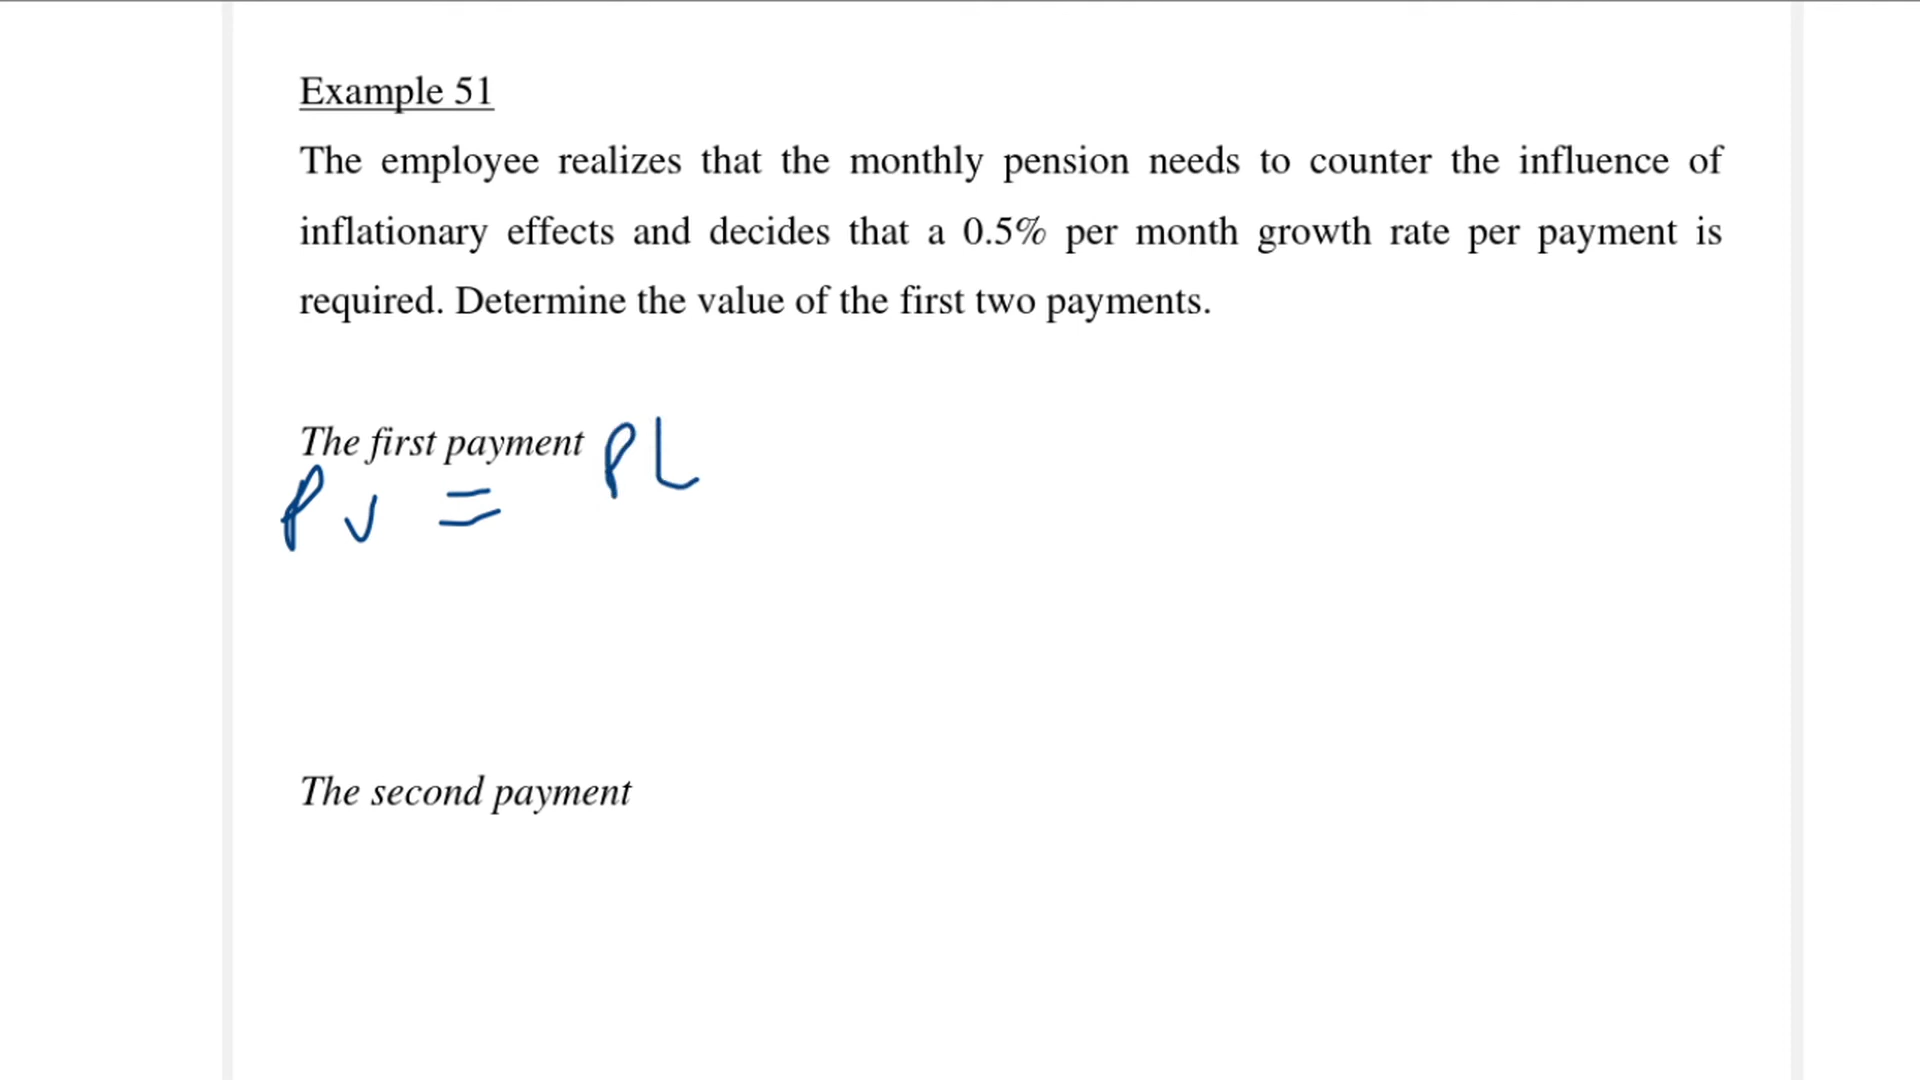 Example 51
The employee realizes that the monthly pension needs to counter the influence of
inflationary effects and decides that a 0.5% per month growth rate per payment is
required. Determine the value of the first two payments.
The first payment
PV = PL
The second payment